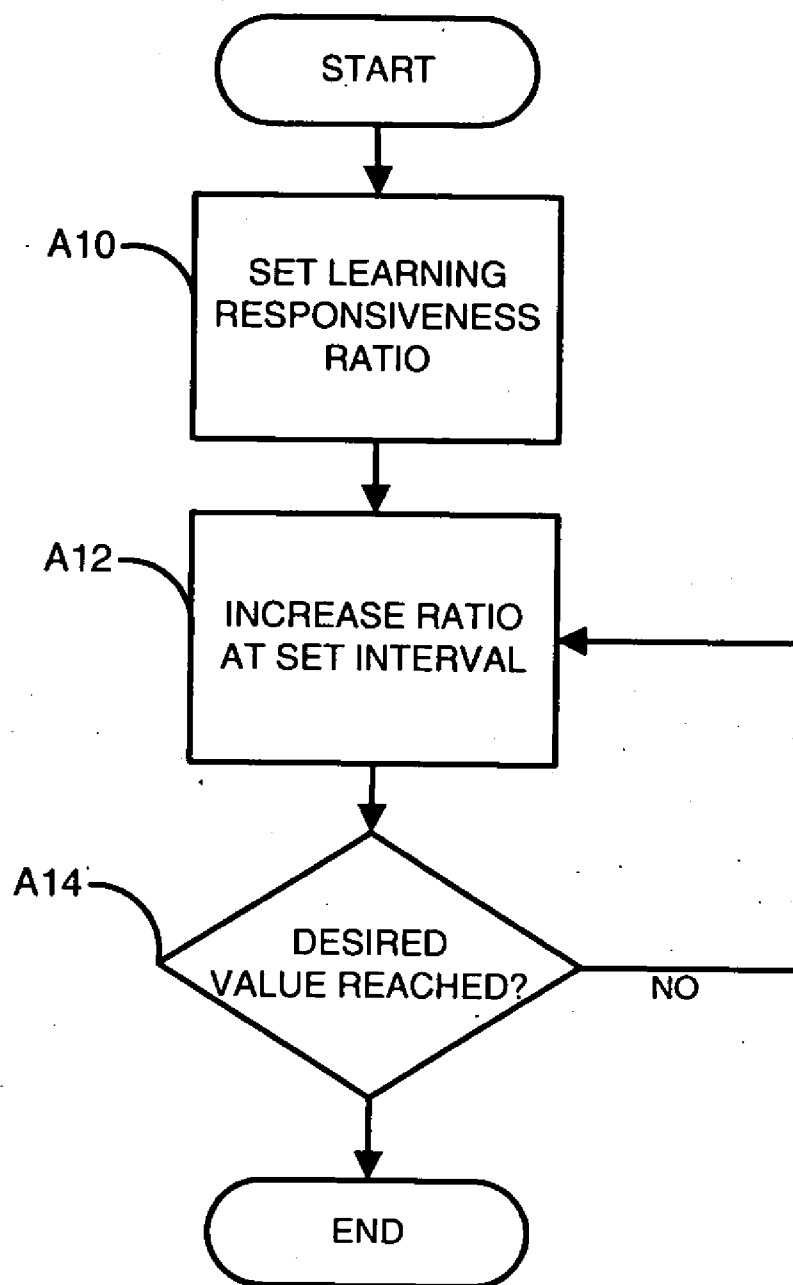 START
A10
SET LEARNING
RESPONSIVENESS
RATIO
A12
INCREASE RATIO
AT SET INTERVAL
A14
DESIRED
VALUE REACHED?
NO
END